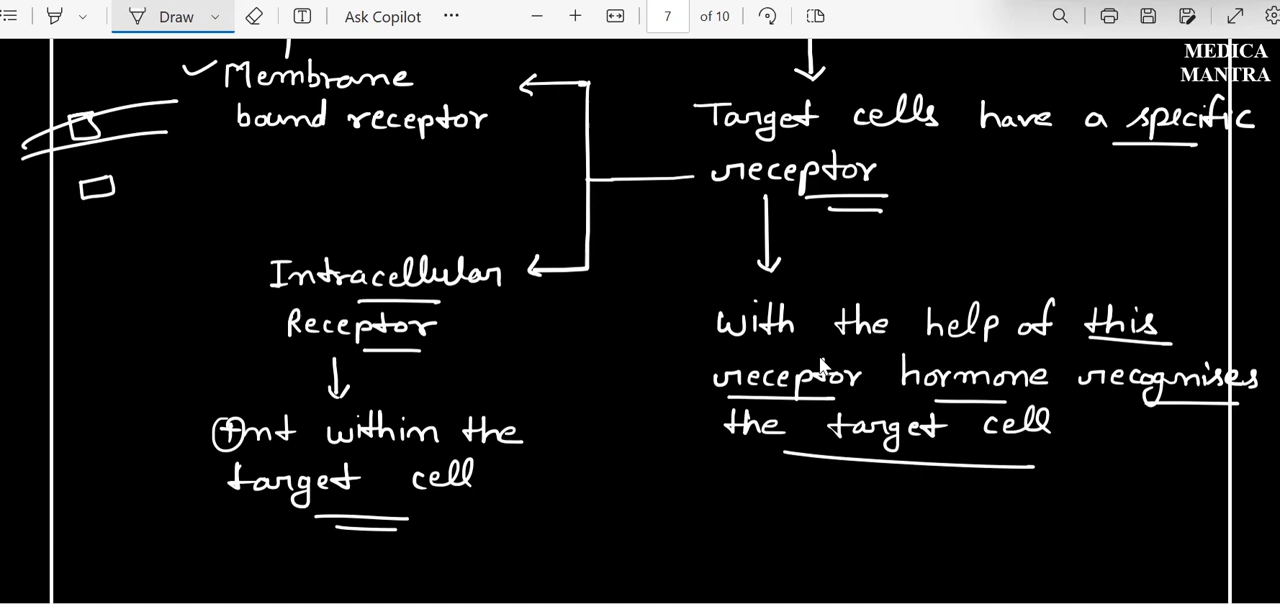 Draw
Ask Copilot
7 of 10
MEDICA
MANTRA
Membrane
bound receptor
Target cells have a specific
receptor
Intracellular
Receptor
⊕nt within the
target cell
with the help of this
receptor hormone recognises
the target cell